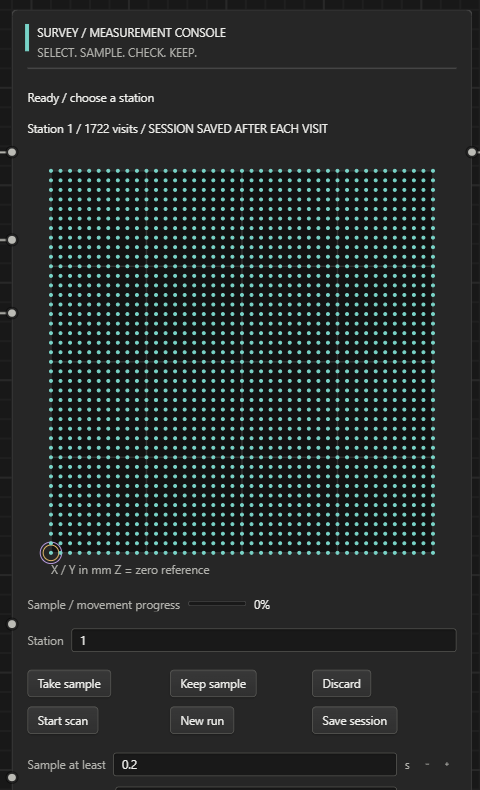 SURVEY / MEASUREMENT CONSOLE
SELECT. SAMPLE. CHECK. KEEP.
Ready / choose a station
Station 1 / 1722 visits / SESSION SAVED AFTER EACH VISIT
X / Y in mm Z = zero reference
Sample / movement progress 0%
Station 1
Take sample Keep sample Discard
Start scan New run Save session
Sample at least 0.2 s - +